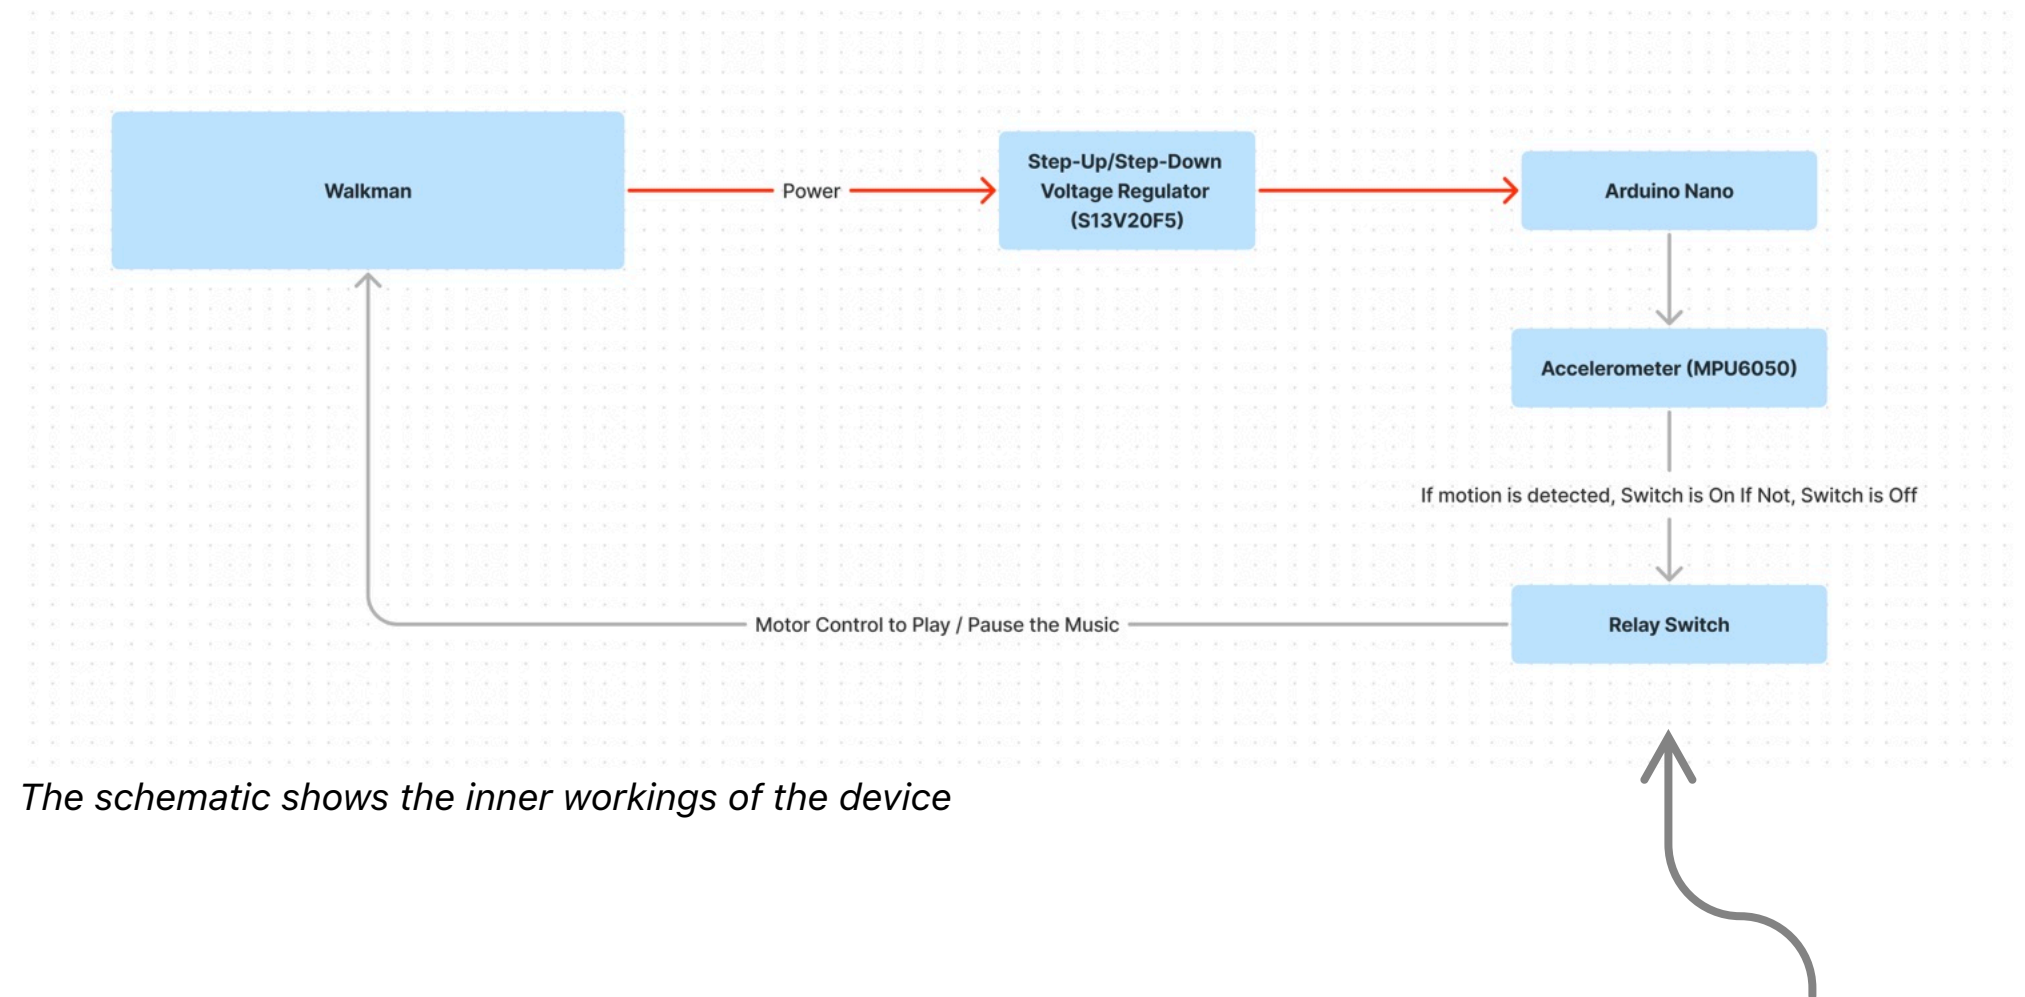 Walkman
Power
Step-Up/Step-Down
Voltage Regulator
(S13V20F5)
Arduino Nano
Accelerometer (MPU6050)
If motion is detected, Switch is On If Not, Switch is Off
Motor Control to Play / Pause the Music
Relay Switch
The schematic shows the inner workings of the device